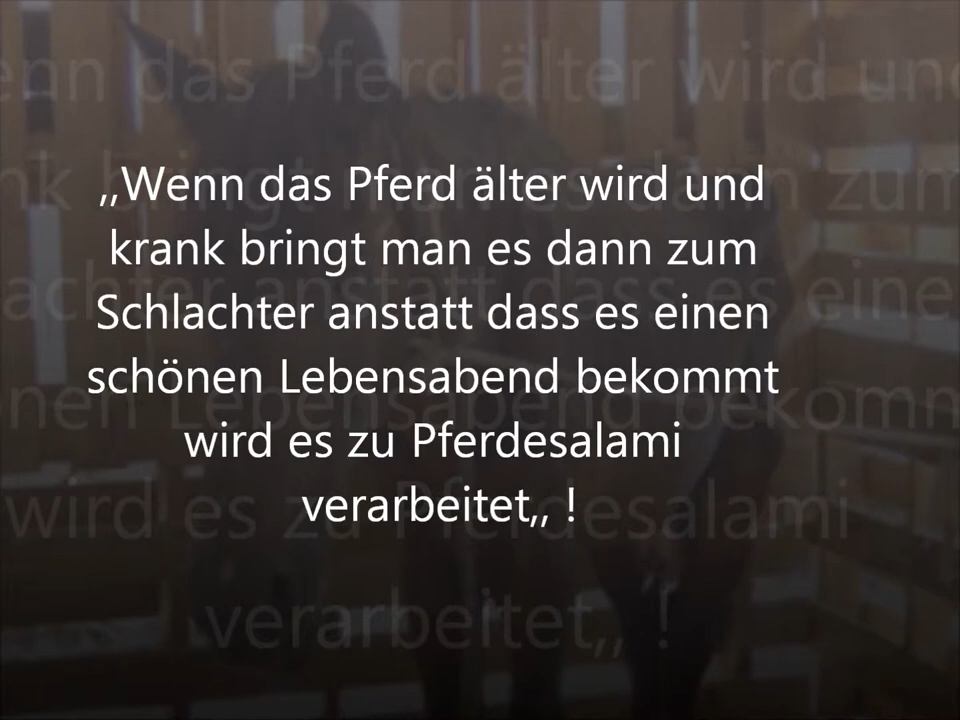 ,,Wenn das Pferd älter wird und
krank bringt man es dann zum
Schlachter anstatt dass es einen
schönen Lebensabend bekommt
wird es zu Pferdesalami
verarbeitet,, !